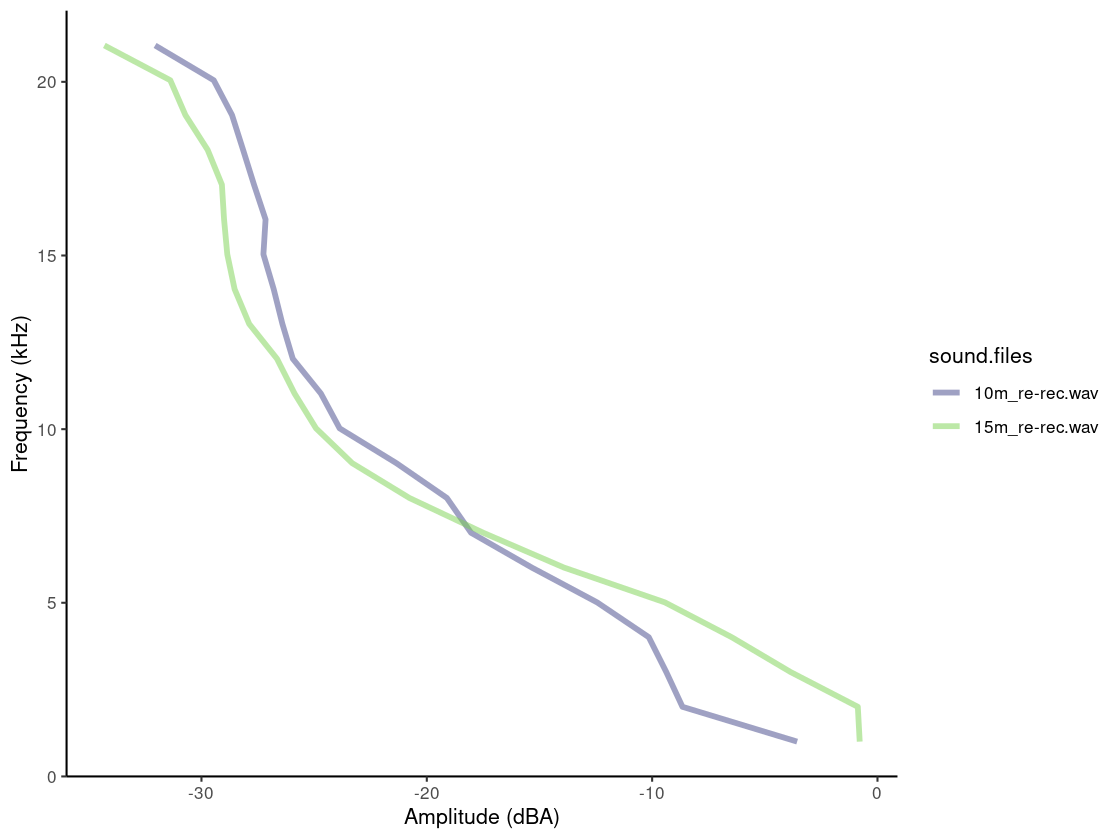 20
15
10
5
0
-30
-20
-10
0
Frequency (kHz)
Amplitude (dBA)
sound.files
10m_re-rec.wav
15m_re-rec.wav